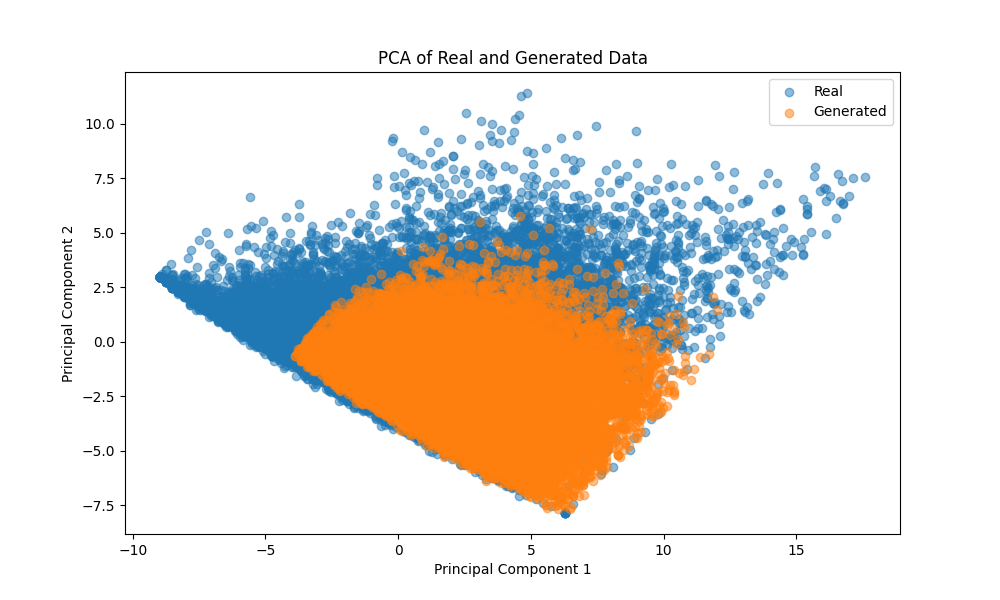 PCA of Real and Generated Data
Real
Generated
10.0
7.5
5.0
2.5
0.0
−2.5
−5.0
−7.5
Principal Component 2
−10
−5
0
5
10
15
Principal Component 1